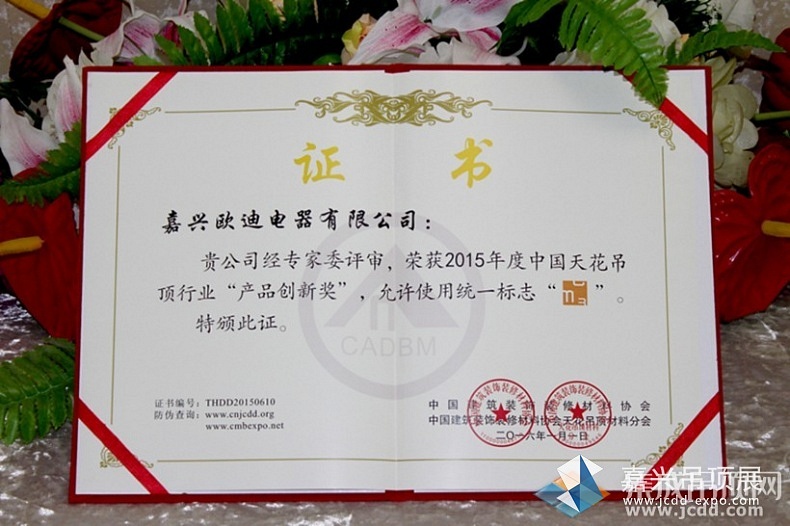 证 书
嘉兴欧迪电器有限公司：
贵公司经专家委评审，荣获2015年度中国天花吊
顶行业“产品创新奖”，允许使用统一标志“ ”。
特颁此证。
CADBM
证书编号：THDD20150610
防伪查询：www.cnjcdd.org
www.cmbexpo.net
中国建筑装饰装修材料协会
中国建筑装饰装修材料协会天花吊顶材料分会
二〇一六年一月一日
嘉兴吊顶展
www.jcdd-expo.com
www.jcdd.com